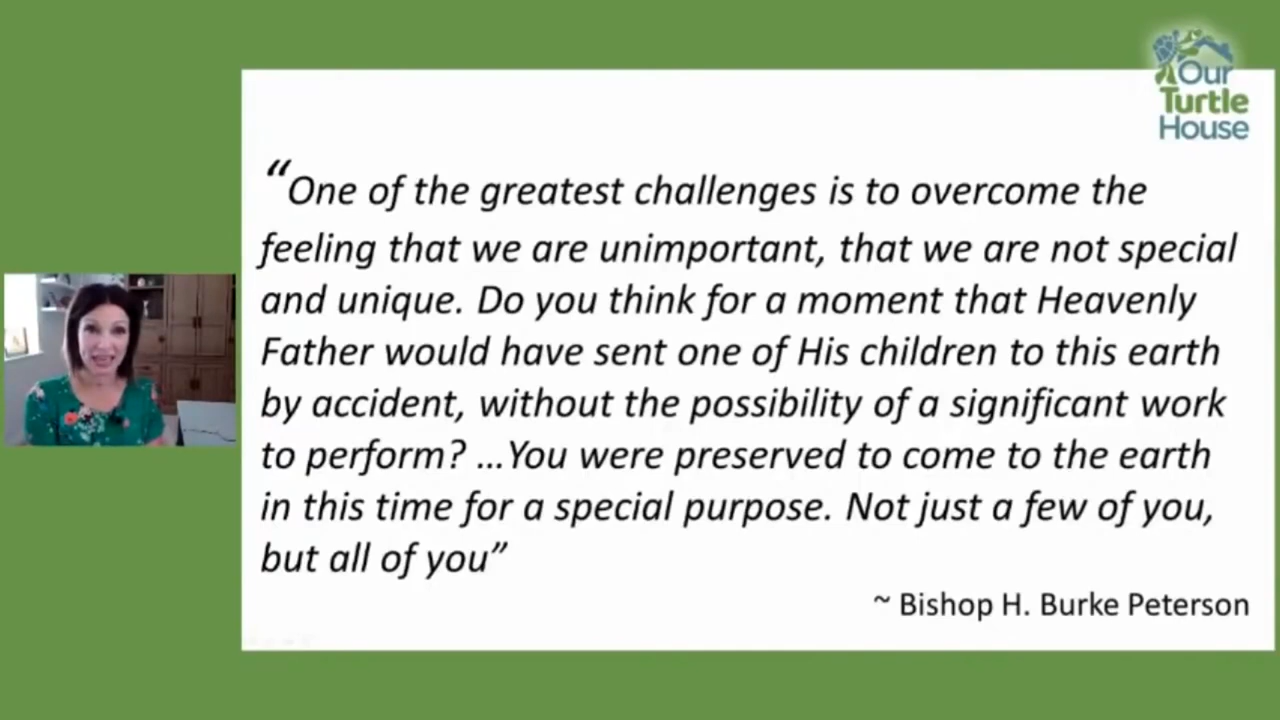 Our
Turtle
House
“One of the greatest challenges is to overcome the
feeling that we are unimportant, that we are not special
and unique. Do you think for a moment that Heavenly
Father would have sent one of His children to this earth
by accident, without the possibility of a significant work
to perform? ...You were preserved to come to the earth
in this time for a special purpose. Not just a few of you,
but all of you”
~ Bishop H. Burke Peterson